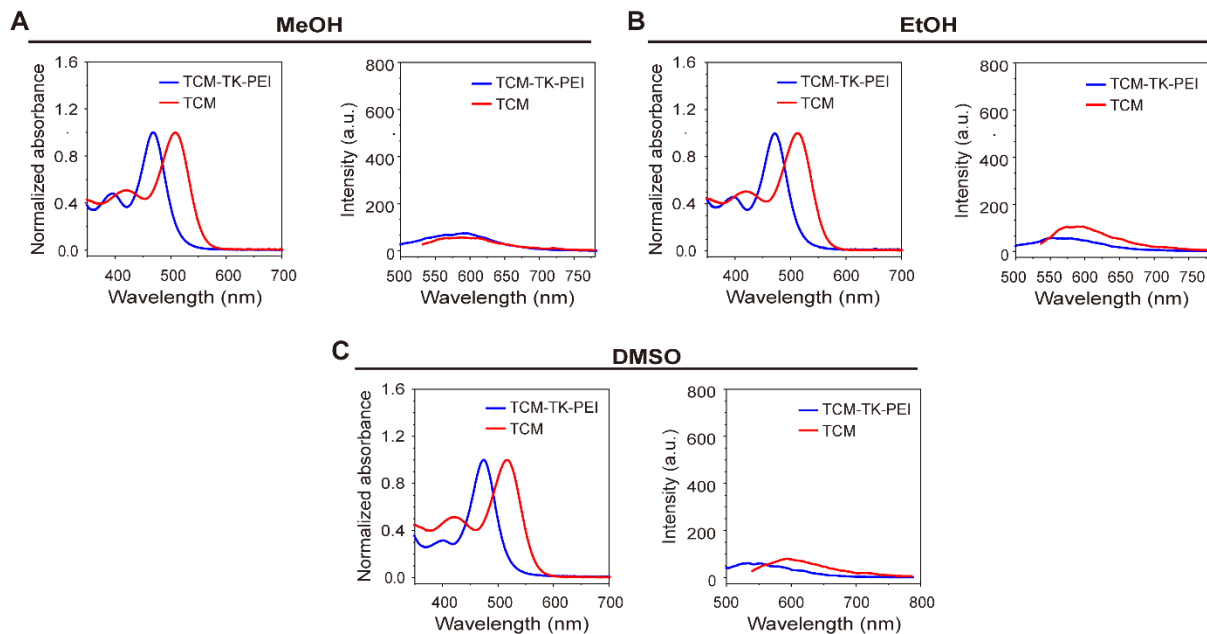 A
MeOH
TCM-TK-PEI
TCM
Normalized absorbance
1.6
1.2
0.8
0.4
0.0
400
500
600
700
Wavelength (nm)
TCM-TK-PEI
TCM
Intensity (a.u.)
800
600
400
200
0
500
550
600
650
700
750
Wavelength (nm)
B
EtOH
TCM-TK-PEI
TCM
Normalized absorbance
1.6
1.2
0.8
0.4
0.0
400
500
600
700
Wavelength (nm)
TCM-TK-PEI
TCM
Intensity (a.u.)
800
600
400
200
0
500
550
600
650
700
750
Wavelength (nm)
C
DMSO
TCM-TK-PEI
TCM
Normalized absorbance
1.6
1.2
0.8
0.4
0.0
400
500
600
700
Wavelength (nm)
TCM-TK-PEI
TCM
Intensity (a.u.)
800
600
400
200
0
500
600
700
800
Wavelength (nm)